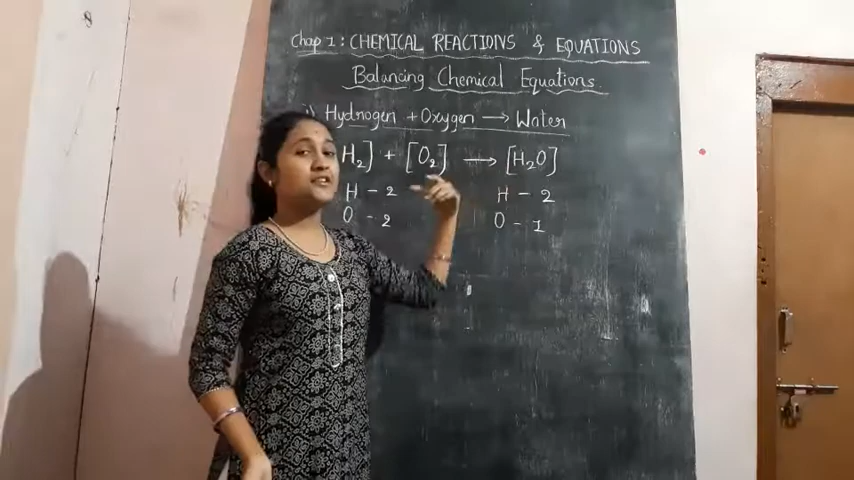 Chap 1: CHEMICAL REACTIONS & EQUATIONS
Balancing Chemical Equations.
i) Hydrogen + Oxygen → Water
H₂] + [O₂] → [H₂O]
H - 2 H - 2
O - 2 O - 1